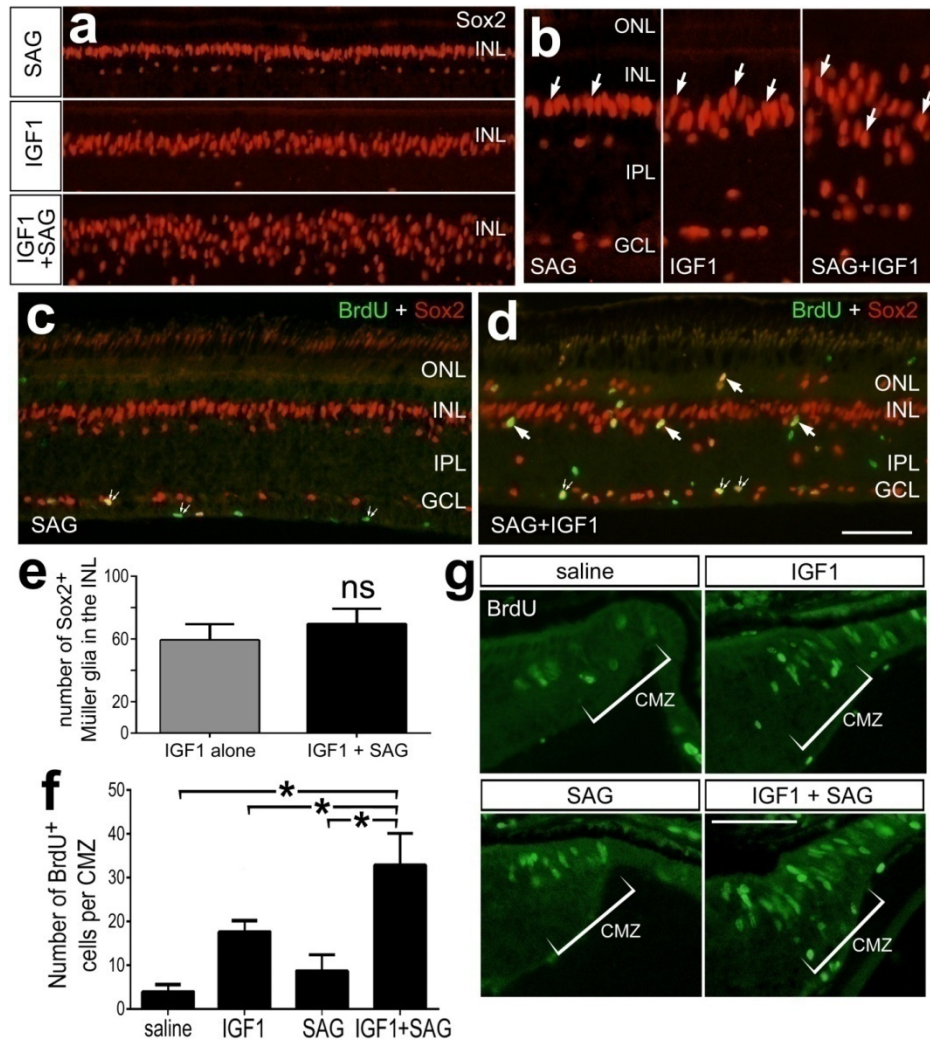 a
Sox2
SAG
INL
IGF1
INL
IGF1
+SAG
INL
b
ONL
INL
IPL
GCL
SAG
IGF1
SAG+IGF1
c
BrdU + Sox2
ONL
INL
IPL
GCL
SAG
d
BrdU + Sox2
ONL
INL
IPL
GCL
SAG+IGF1
e
number of Sox2+
Müller glia in the INL
100
80
60
40
20
0
ns
IGF1 alone
IGF1 + SAG
f
Number of BrdU+
cells per CMZ
50
40
30
20
10
0
*
*
*
saline
IGF1
SAG
IGF1+SAG
g
saline
BrdU
CMZ
IGF1
CMZ
SAG
CMZ
IGF1 + SAG
CMZ